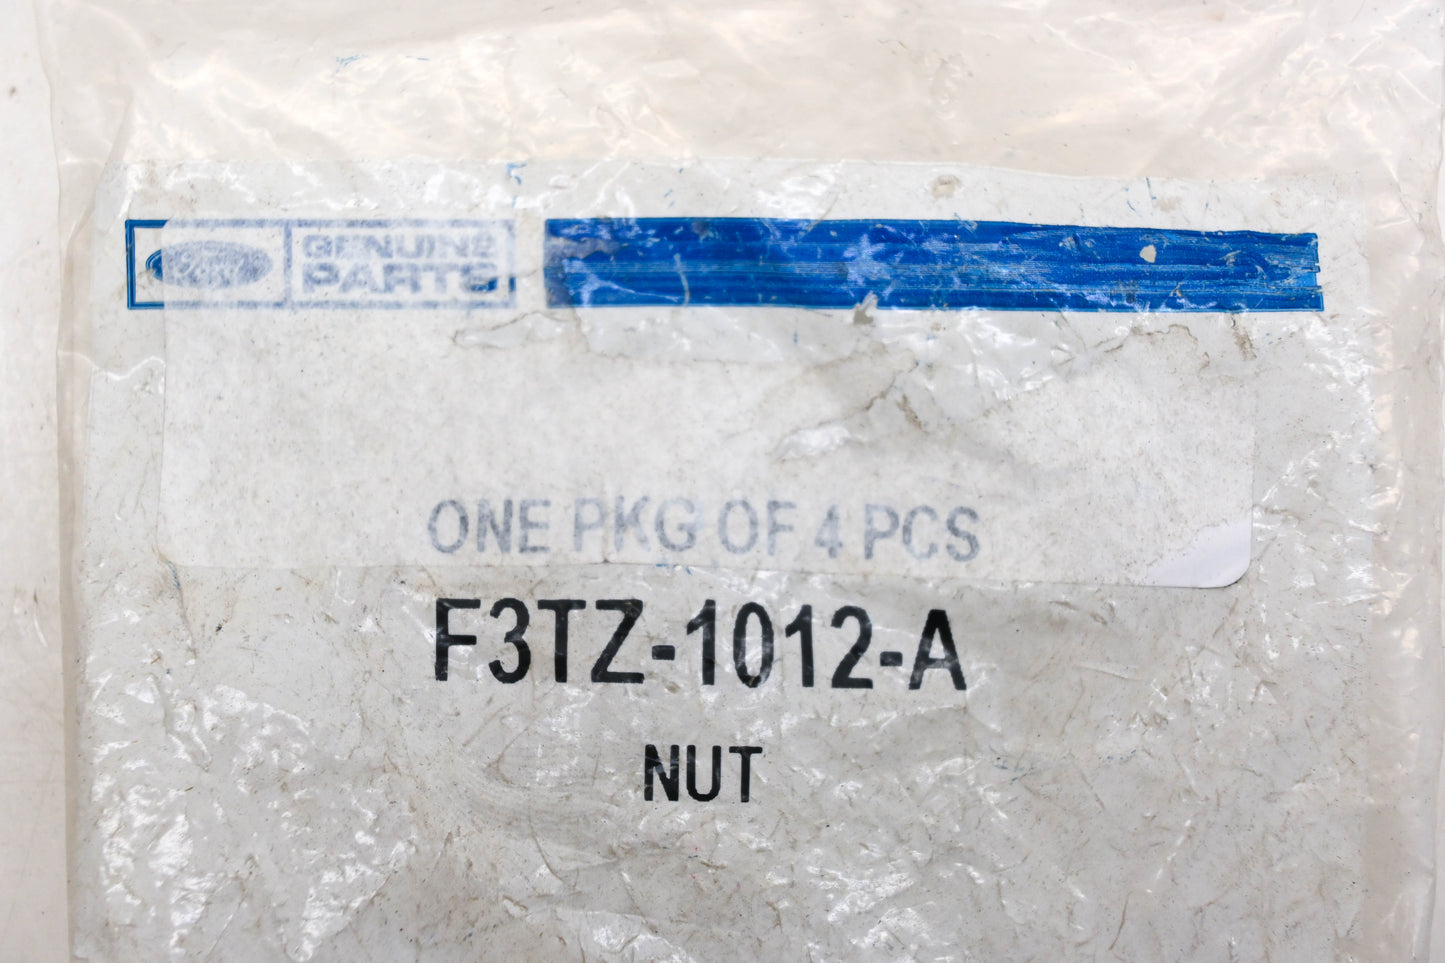 GENUINE
PARTS
ONE PKG OF 4 PCS
F3TZ-1012-A
NUT